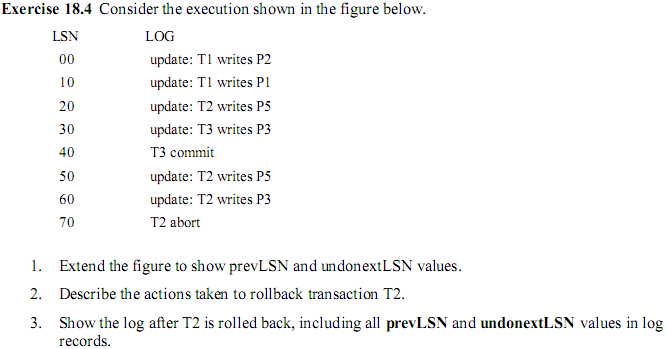 Exercise 18.4 Consider the execution shown in the figure below.
LSN LOG
00 update: T1 writes P2
10 update: T1 writes P1
20 update: T2 writes P5
30 update: T3 writes P3
40 T3 commit
50 update: T2 writes P5
60 update: T2 writes P3
70 T2 abort
1. Extend the figure to show prevLSN and undonextLSN values.
2. Describe the actions taken to rollback transaction T2.
3. Show the log after T2 is rolled back, including all prevLSN and undonextLSN values in log
records.